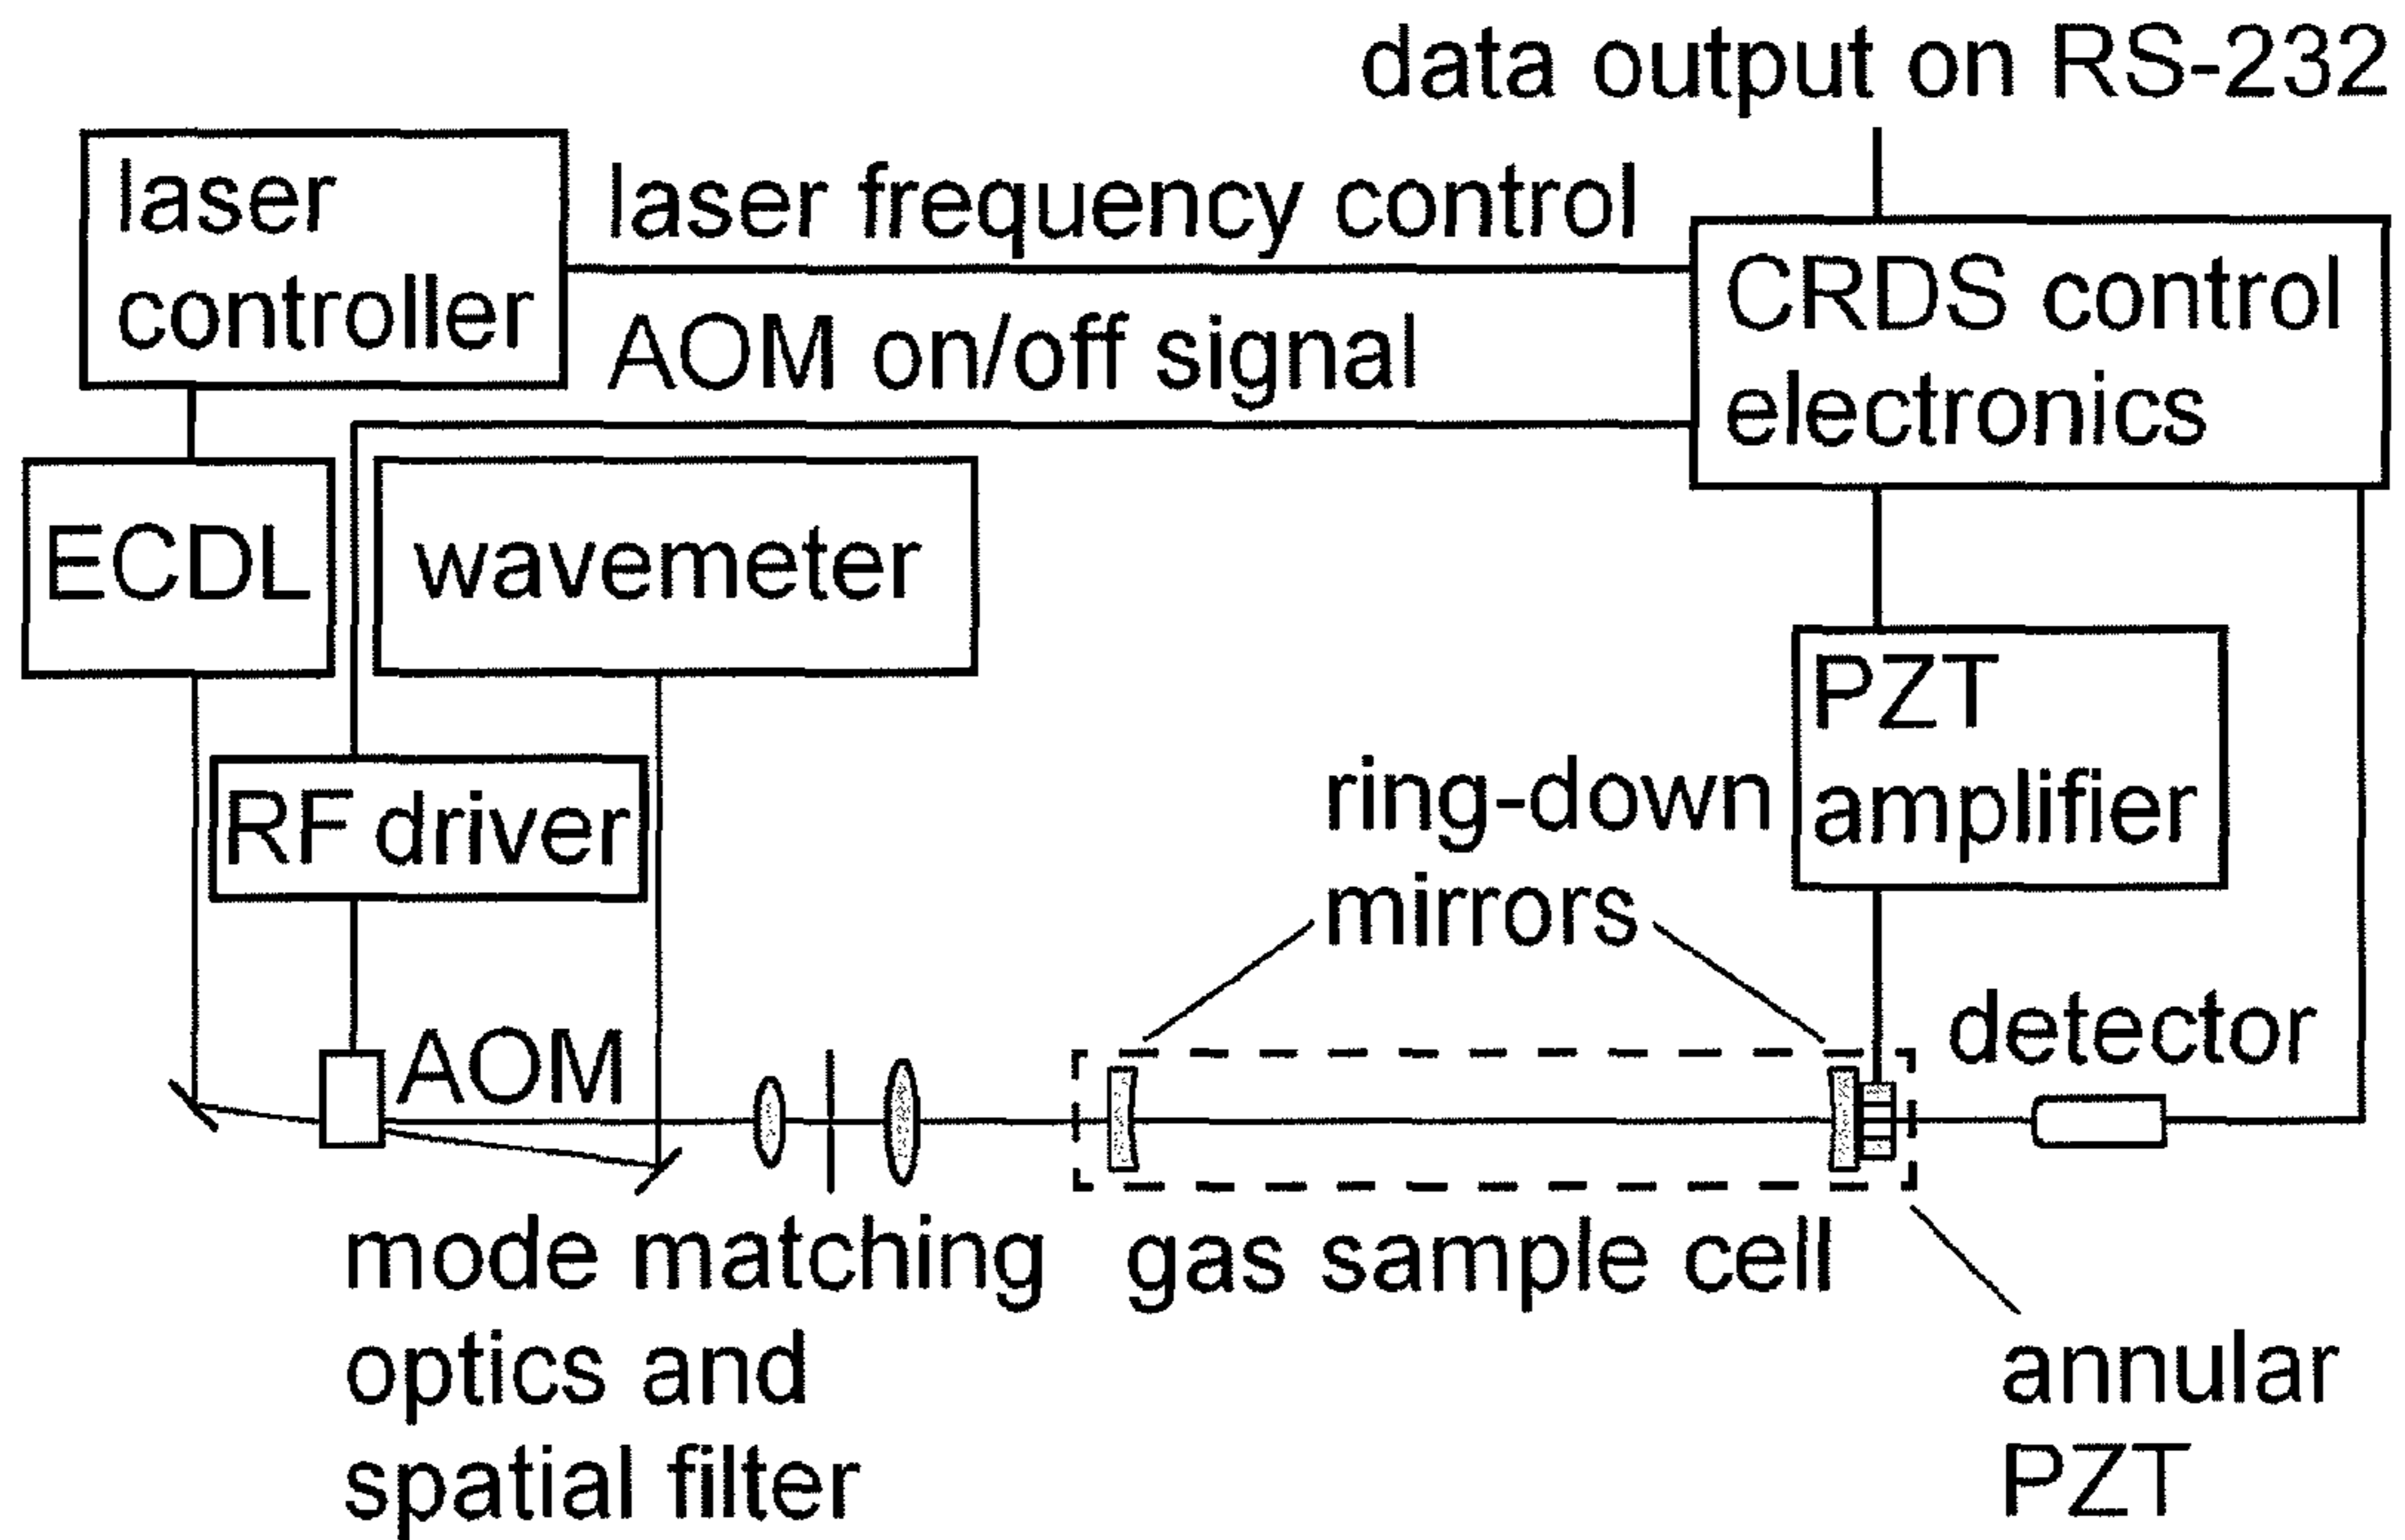 data output on RS-232
laser
controller
laser frequency control
AOM on/off signal
CRDS control
electronics
ECDL
wavemeter
PZT
amplifier
RF driver
ring-down
mirrors
AOM
detector
mode matching
optics and
spatial filter
gas sample cell
annular
PZT